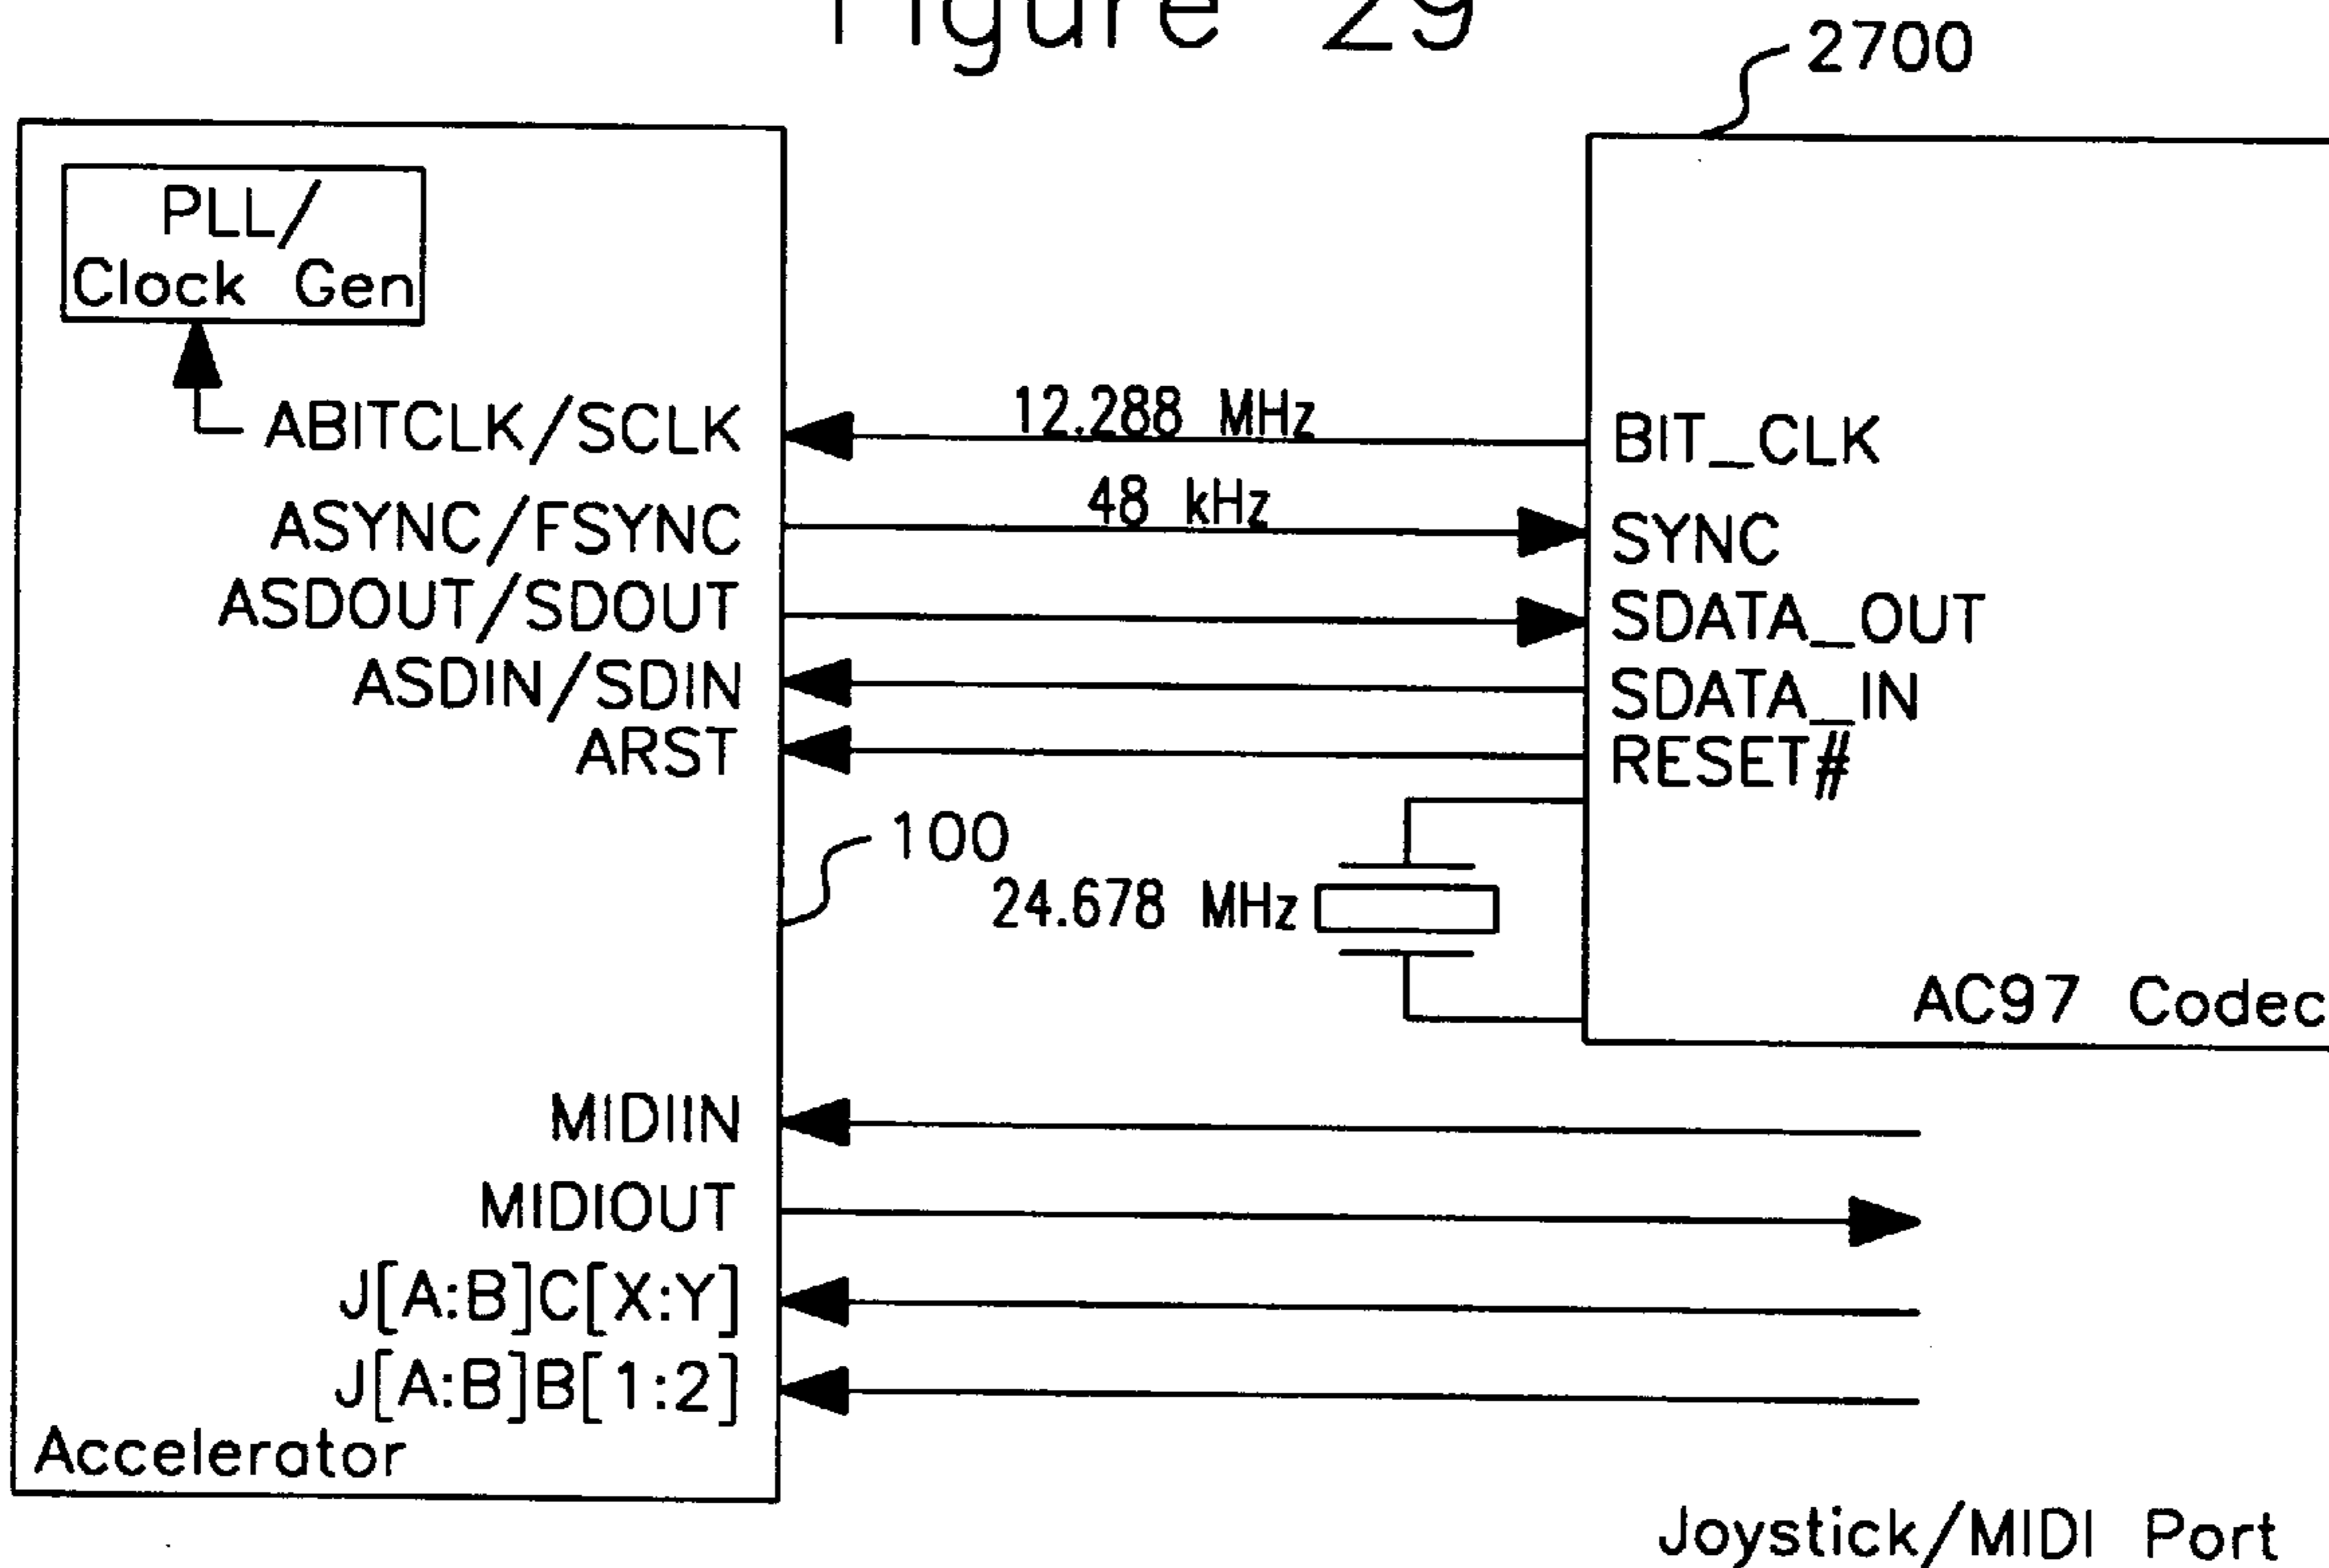 Figure 29
2700
PLL/
Clock Gen
ABITCLK/SCLK
12.288 MHz
BIT_CLK
ASYNC/FSYNC
48 kHz
SYNC
ASDOUT/SDOUT
SDATA_OUT
ASDIN/SDIN
SDATA_IN
ARST
RESET#
100
24.678 MHz
AC97 Codec
MIDIIN
MIDIOUT
J[A:B]C[X:Y]
J[A:B]B[1:2]
Accelerator
Joystick/MIDI Port